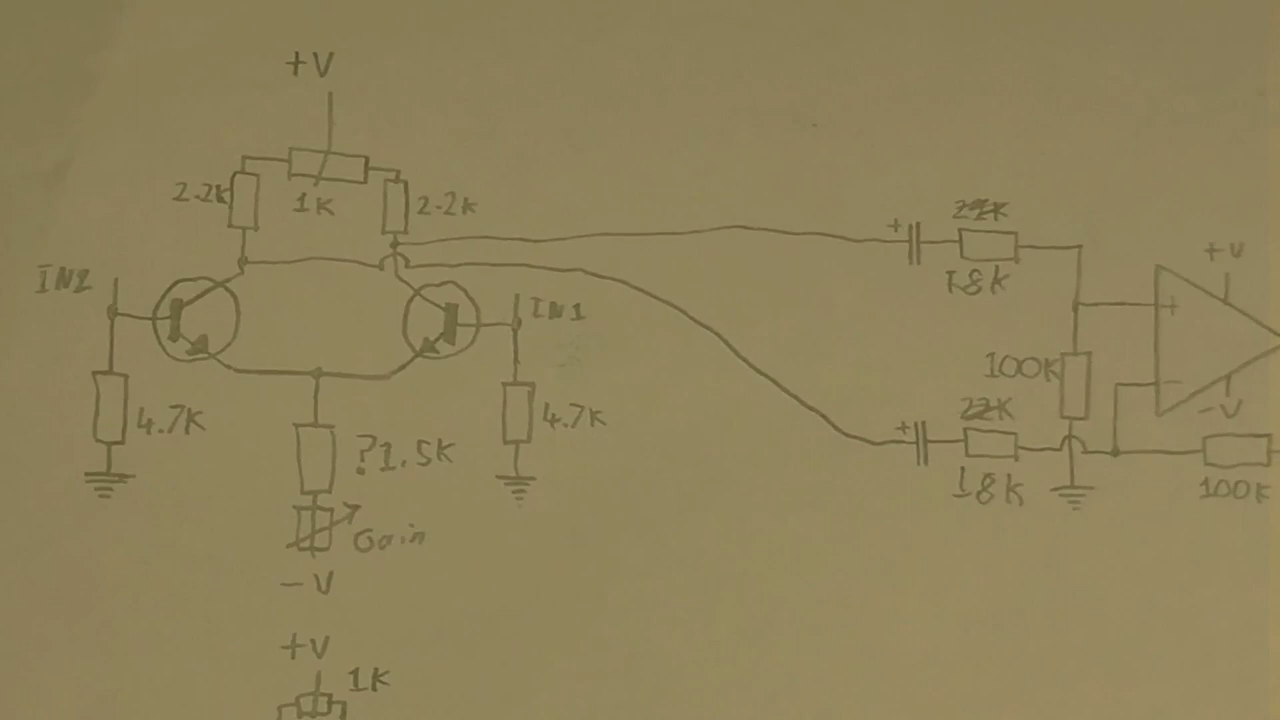 +V
2.2K
1K
2.2K
+
18K
+V
IN2
IN1
+
100K
-
-V
4.7K
4.7K
22K
+
?1.5K
18K
100K
Gain
-V
+V
1K